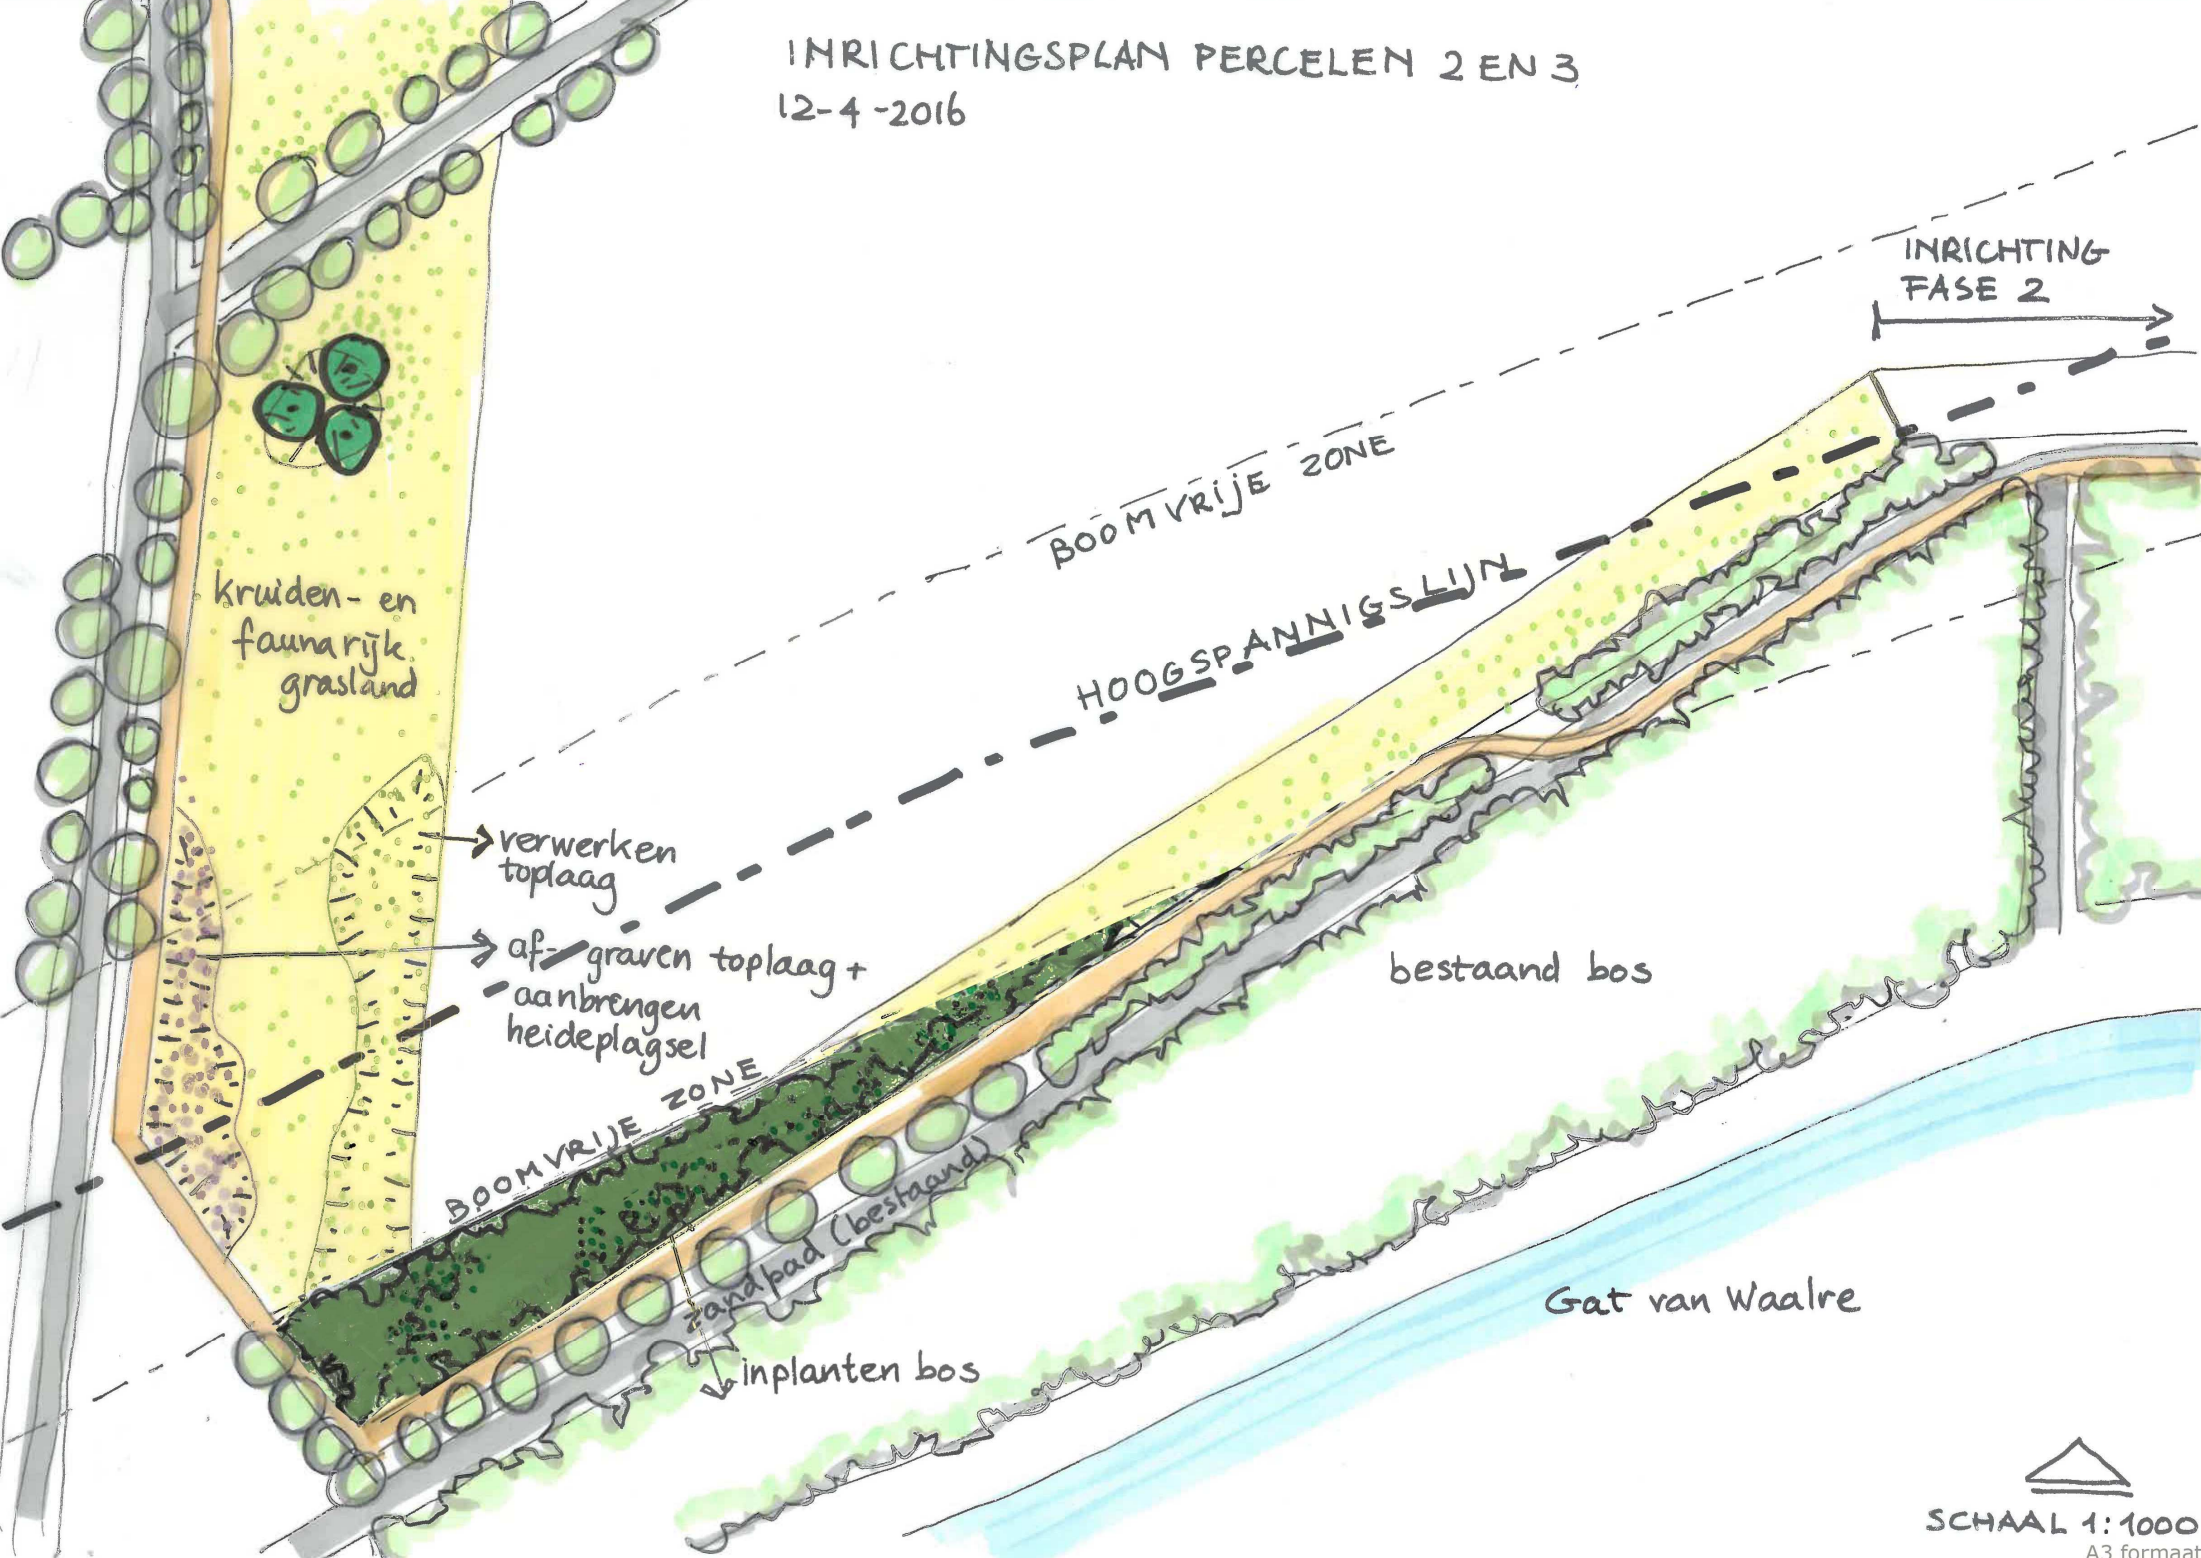 INRICHTINGSPLAN PERCELEN 2 EN 3
12-4-2016
INRICHTING
FASE 2
BOOMVRIJE ZONE
HOOGSPANNIGSLIJN
kruiden- en
faunarijk
grasland
verwerken
toplaag
af-graven toplaag +
aanbrengen
heideplagsel
bestaand bos
BOOMVRIJE ZONE
zandpad (bestaand)
Gat van Waalre
inplanten bos
SCHAAL 1:1000
A3 formaat